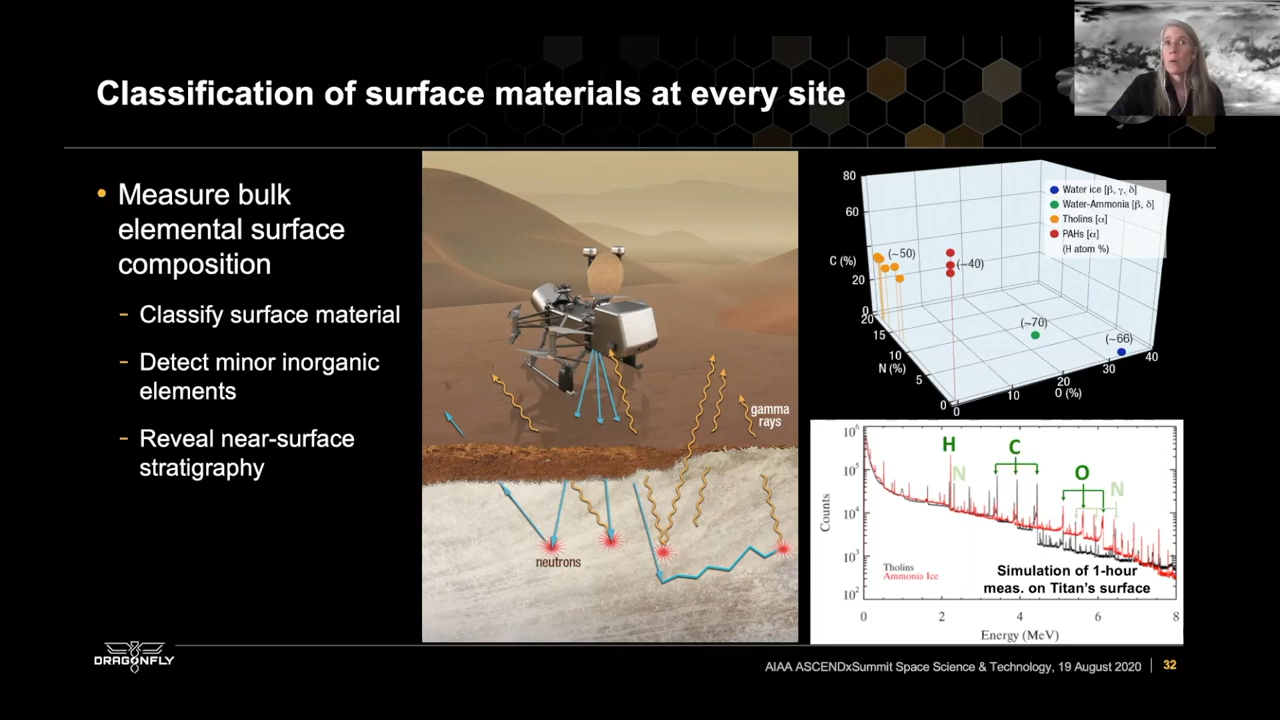 Classification of surface materials at every site
• Measure bulk
elemental surface
composition
- Classify surface material
- Detect minor inorganic
elements
- Reveal near-surface
stratigraphy
gamma
rays
neutrons
80
60
C (%)
20
0
20
15
10
N (%)
5
0
0
10
20
O (%)
30
40
Water ice [β, γ, δ]
Water-Ammonia [β, δ]
Tholins [α]
PAHs [α]
(H atom %)
(~50)
(~40)
(~70)
(~66)
H
N
C
O
N
Counts
10⁶
10⁵
10⁴
10³
10²
Tholins
Ammonia Ice
Simulation of 1-hour
meas. on Titan's surface
0 2 4 6 8
Energy (MeV)
DRAGONFLY
AIAA ASCENDxSummit Space Science & Technology, 19 August 2020 | 32